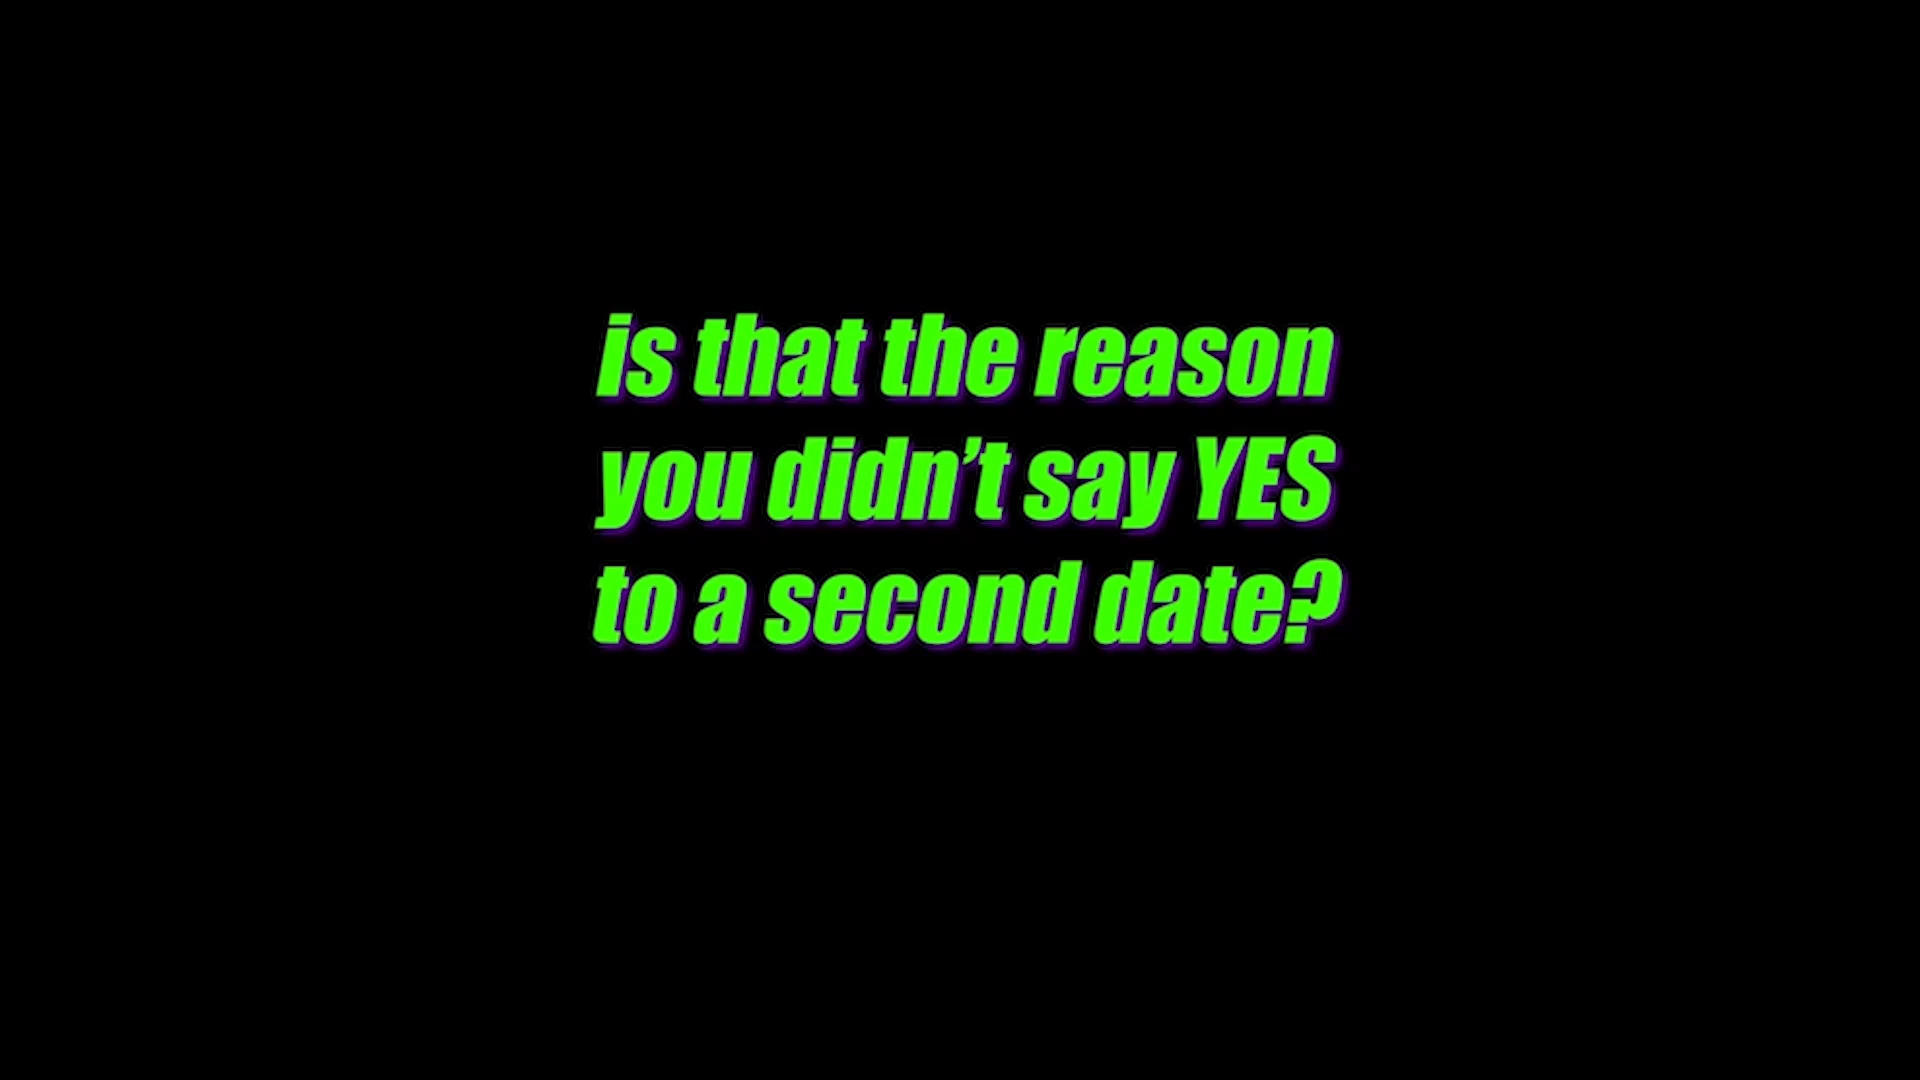 is that the reason
you didn’t say YES
to a second date?